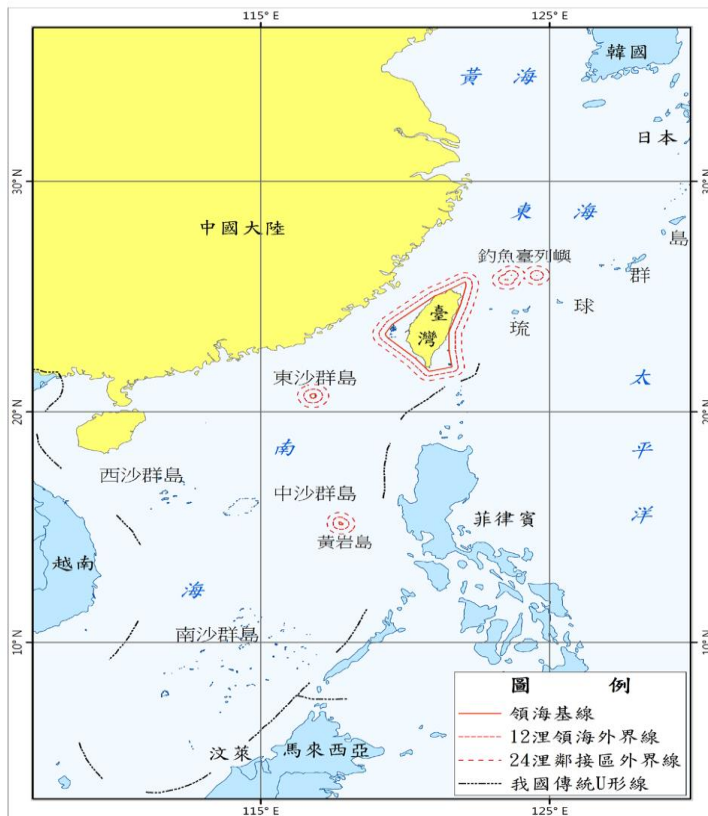 115° E
125° E
韓國
黃海
日本
30° N
30° N
東海
中國大陸
島
釣魚臺列嶼
群
球
琉
臺
灣
太
東沙群島
20° N
20° N
平
南
西沙群島
中沙群島
洋
菲律賓
黃岩島
越南
海
南沙群島
10° N
10° N
圖例
領海基線
12浬領海外界線
24浬鄰接區外界線
我國傳統U形線
汶萊
馬來西亞
115° E
125° E